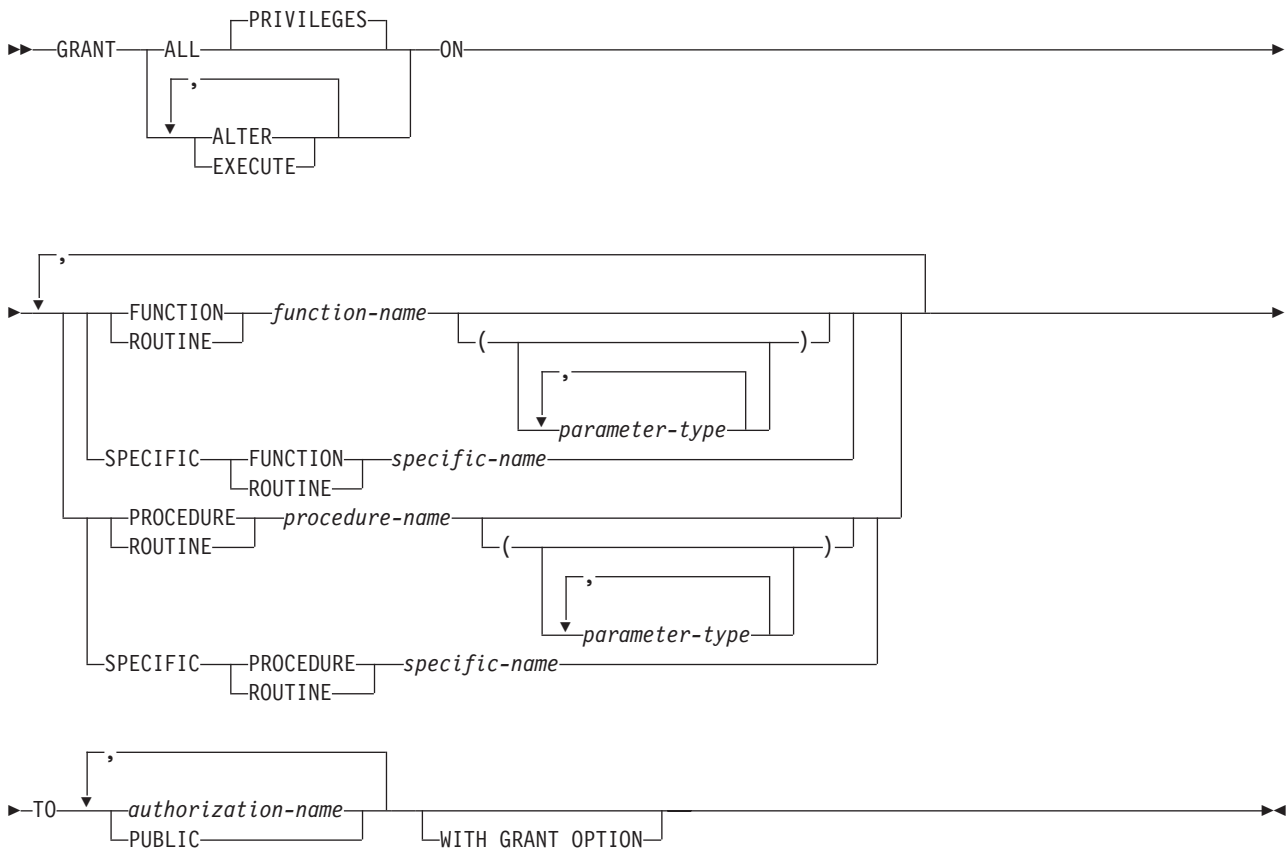 PRIVILEGES
GRANT ALL ON
,
ALTER
EXECUTE
,
FUNCTION function-name
ROUTINE ( )
,
parameter-type
SPECIFIC FUNCTION specific-name
ROUTINE
PROCEDURE procedure-name
ROUTINE ( )
,
parameter-type
SPECIFIC PROCEDURE specific-name
ROUTINE
,
TO authorization-name
PUBLIC WITH GRANT OPTION